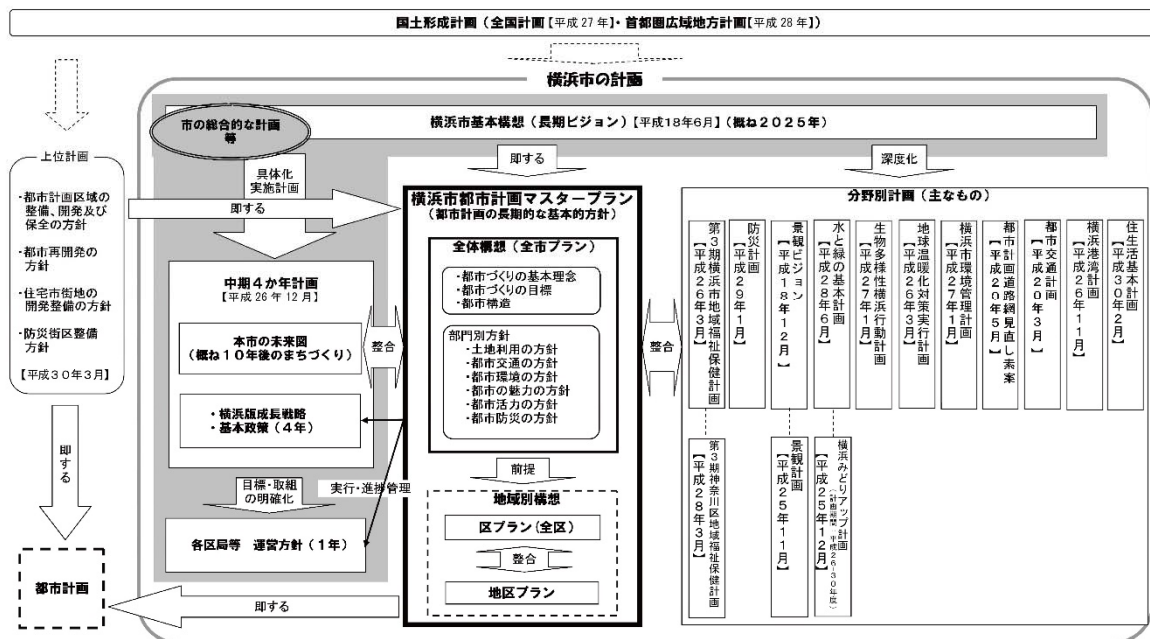 国土形成計画（全国計画【平成27年】・首都圏広域地方計画【平成28年】）
横浜市の計画
市の総合的な計画
等
横浜市基本構想（長期ビジョン）【平成18年6月】（概ね２０２５年）
上位計画
・都市計画区域の
整備、開発及び
保全の方針
・都市再開発の
方針
・住宅市街地の
開発整備の方針
・防災街区整備
方針
【平成３０年３月】
即する
都市計画
具体化
実施計画
即する
中期４か年計画
【平成26年12月】
本市の未来図
（概ね１０年後のまちづくり）
・横浜版成長戦略
・基本政策（４年）
目標・取組
の明確化
実行・進捗管理
各区局等　運営方針（１年）
即する
整合
即する
横浜市都市計画マスタープラン
（都市計画の長期的な基本的方針）
全体構想（全市プラン）
・都市づくりの基本理念
・都市づくりの目標
・都市構造
部門別方針
・土地利用の方針
・都市交通の方針
・都市環境の方針
・都市の魅力の方針
・都市活力の方針
・都市防災の方針
前提
地域別構想
区プラン（全区）
整合
地区プラン
整合
深度化
分野別計画（主なもの）
第３期横浜市地域福祉保健計画
【平成２６年３月】
防災計画
【平成２９年１月】
景観ビジョン
【平成１８年１２月】
水と緑の基本計画
【平成２８年６月】
生物多様性横浜行動計画
【平成２７年１月】
地球温暖化対策実行計画
【平成２６年３月】
横浜市環境管理計画
【平成２７年１月】
都市計画道路網見直し素案
【平成２０年５月】
都市交通計画
【平成２０年３月】
横浜港湾計画
【平成２６年１１月】
住生活基本計画
【平成３０年２月】
第３期神奈川区地域福祉保健計画
【平成２８年３月】
景観計画
【平成２５年１１月】
横浜みどりアップ計画
（計画期間　平成26-30年度）
【平成２５年１２月】